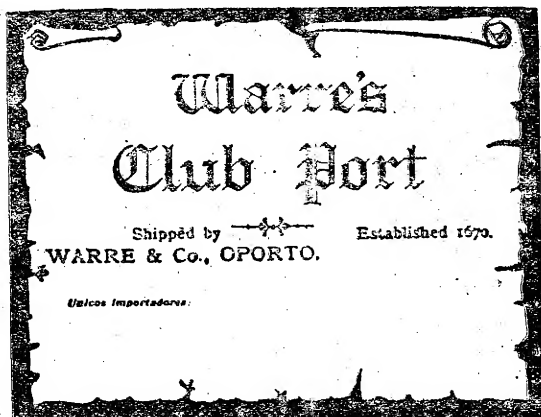 Warre's
Club Port
Shipped by
Established 1670.
WARRE & Co., OPORTO.
Unicos Importadores: